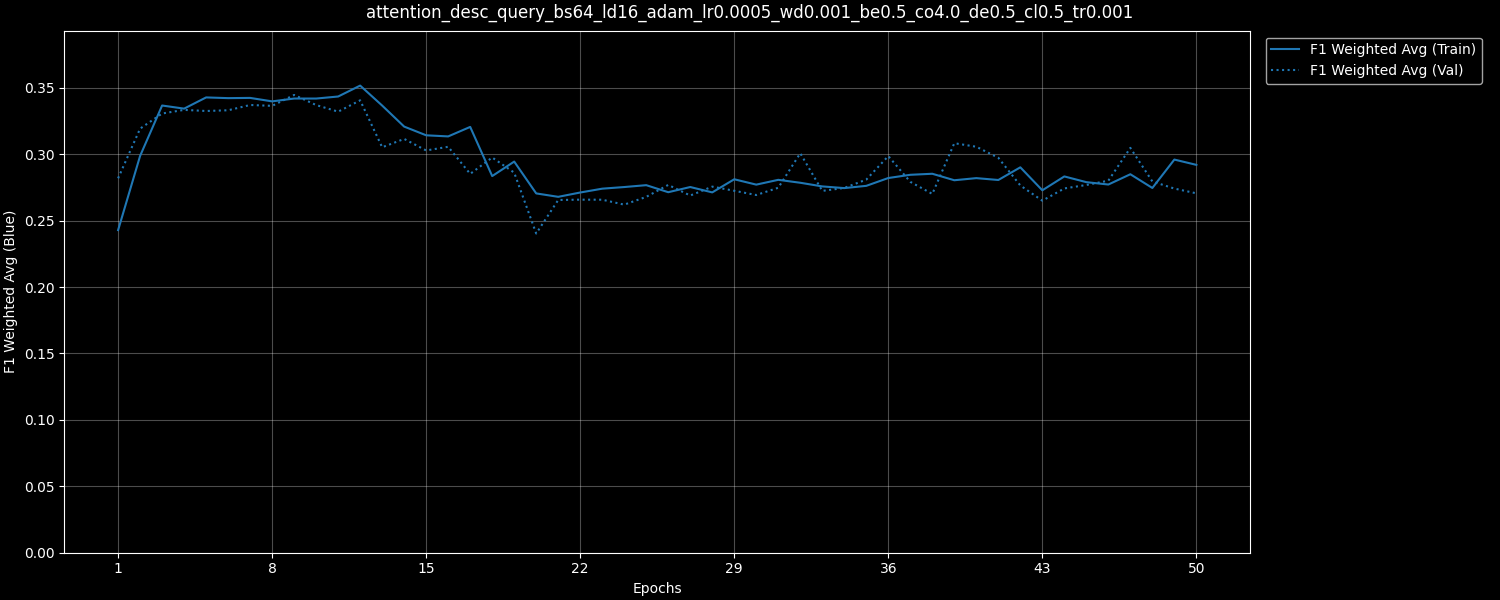 attention_desc_query_bs64_ld16_adam_lr0.0005_wd0.001_be0.5_co4.0_de0.5_cl0.5_tr0.001
F1 Weighted Avg (Train)
F1 Weighted Avg (Val)
F1 Weighted Avg (Blue)
0.35
0.30
0.25
0.20
0.15
0.10
0.05
0.00
1 8 15 22 29 36 43 50
Epochs